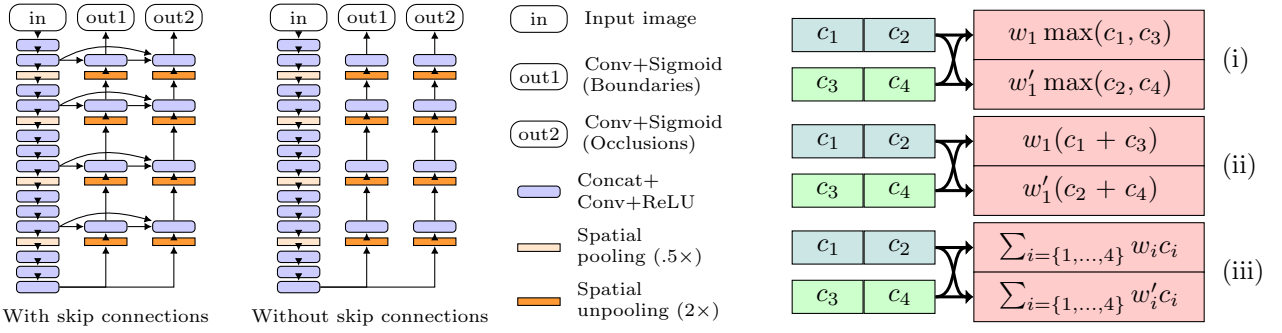 in
out1
out2
With skip connections
in
out1
out2
Without skip connections
in
Input image
out1
Conv+Sigmoid
(Boundaries)
out2
Conv+Sigmoid
(Occlusions)
Concat+
Conv+ReLU
Spatial
pooling (.5×)
Spatial
unpooling (2×)
c₁ c₂
c₃ c₄
w₁ max(c₁, c₃)
w′₁ max(c₂, c₄)
(i)
c₁ c₂
c₃ c₄
w₁(c₁ + c₃)
w′₁(c₂ + c₄)
(ii)
c₁ c₂
c₃ c₄
∑ᵢ₌{₁,...,₄} wᵢcᵢ
∑ᵢ₌{₁,...,₄} w′ᵢcᵢ
(iii)